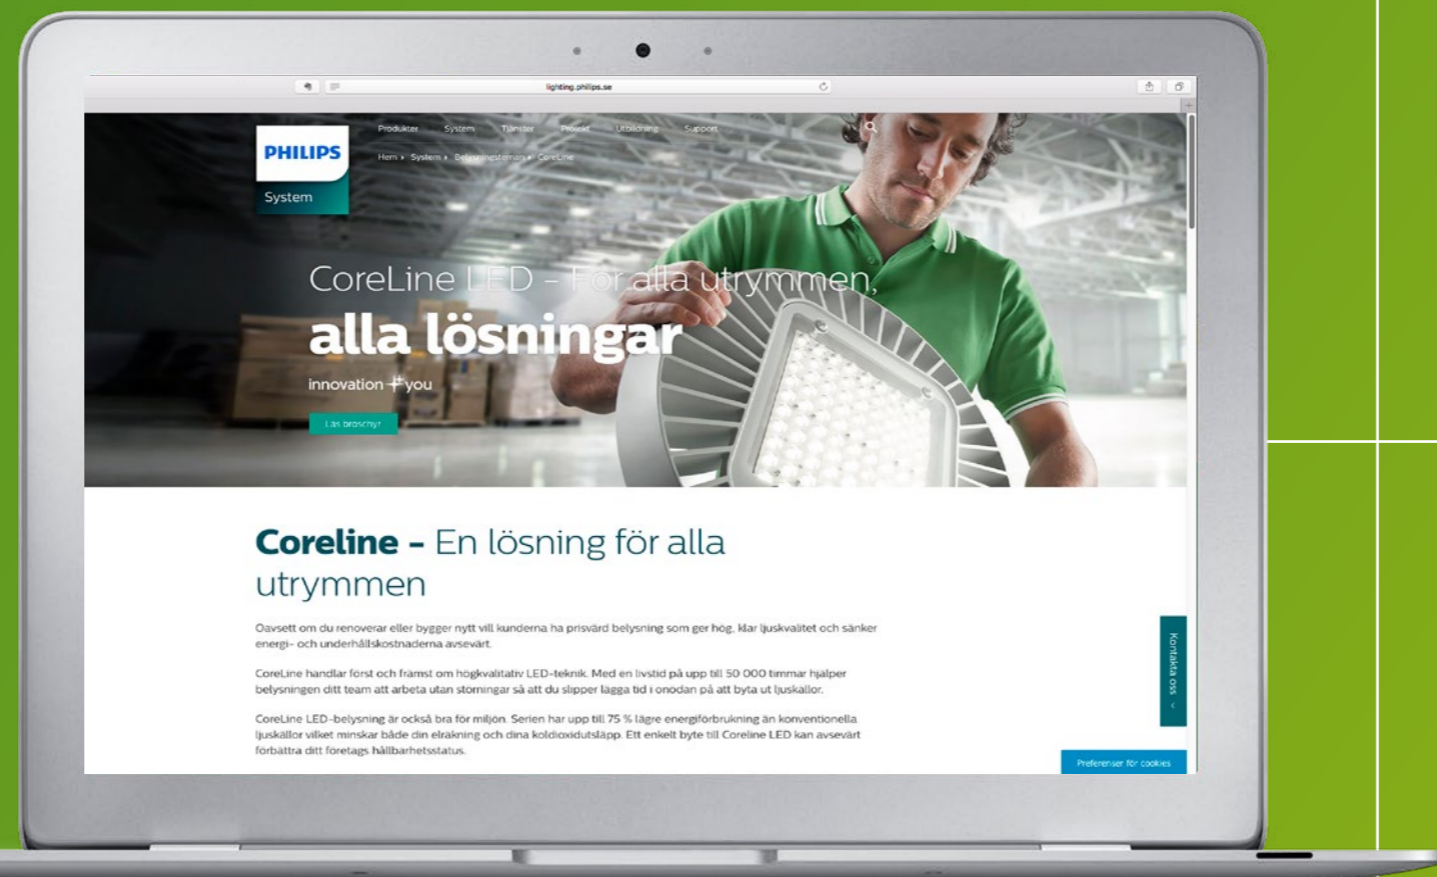 lighting.philips.se
PHILIPS
System
Produkter System Tjänster Projekt Utbildning Support
Hem System Belysningsteman CoreLine
CoreLine LED – För alla utrymmen,
alla lösningar
innovation you
Läs broschyr
Coreline – En lösning för alla
utrymmen
Oavsett om du renoverar eller bygger nytt vill kunderna ha prisvärd belysning som ger hög, klar ljuskvalitet och sänker
energi- och underhållskostnaderna avsevärt.
CoreLine handlar först och främst om högkvalitativ LED-teknik. Med en livstid på upp till 50 000 timmar hjälper
belysningen ditt team att arbeta utan störningar så att du slipper lägga tid i onödan på att byta ut ljuskällor.
CoreLine LED-belysning är också bra för miljön. Serien har upp till 75 % lägre energiförbrukning än konventionella
ljuskällor vilket minskar både din elräkning och dina koldioxidutsläpp. Ett enkelt byte till Coreline LED kan avsevärt
förbättra ditt företags hållbarhetsstatus.
Kontakta oss
Preferenser för cookies